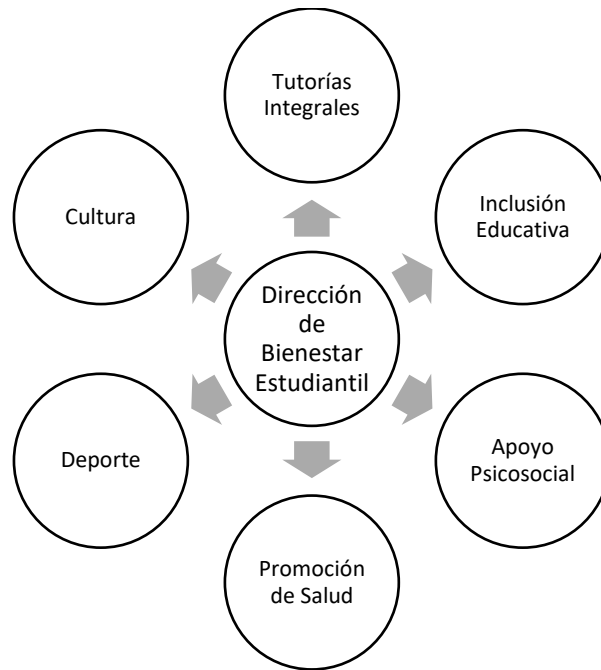 Tutorías
Integrales
Cultura
Inclusión
Educativa
Dirección
de
Bienestar
Estudiantil
Deporte
Apoyo
Psicosocial
Promoción
de Salud